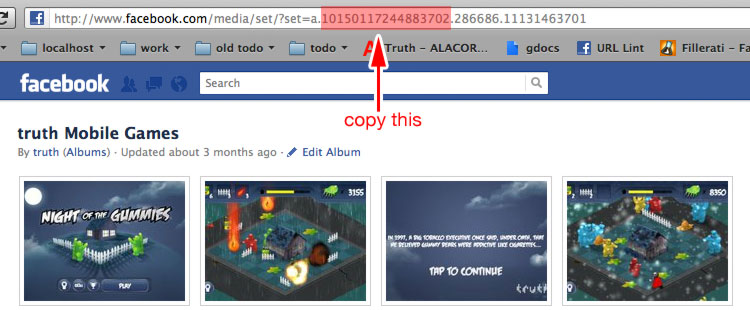 http://www.facebook.com/media/set/?set=a.10150117244883702.286686.11131463701
localhost work old todo todo Truth - ALACOR... gdocs URL Lint Fillerati - Fa
copy this
facebook Search
truth Mobile Games
By truth (Albums) · Updated about 3 months ago · Edit Album
NIGHT OF THE GUMMIES
PLAY
3155
IN 1997, A BIG TOBACCO EXECUTIVE ONCE SAID, UNDER OATH, THAT
HE BELIEVED GUMMY BEARS WERE ADDICTIVE LIKE CIGARETTES...
TAP TO CONTINUE
truth
8350